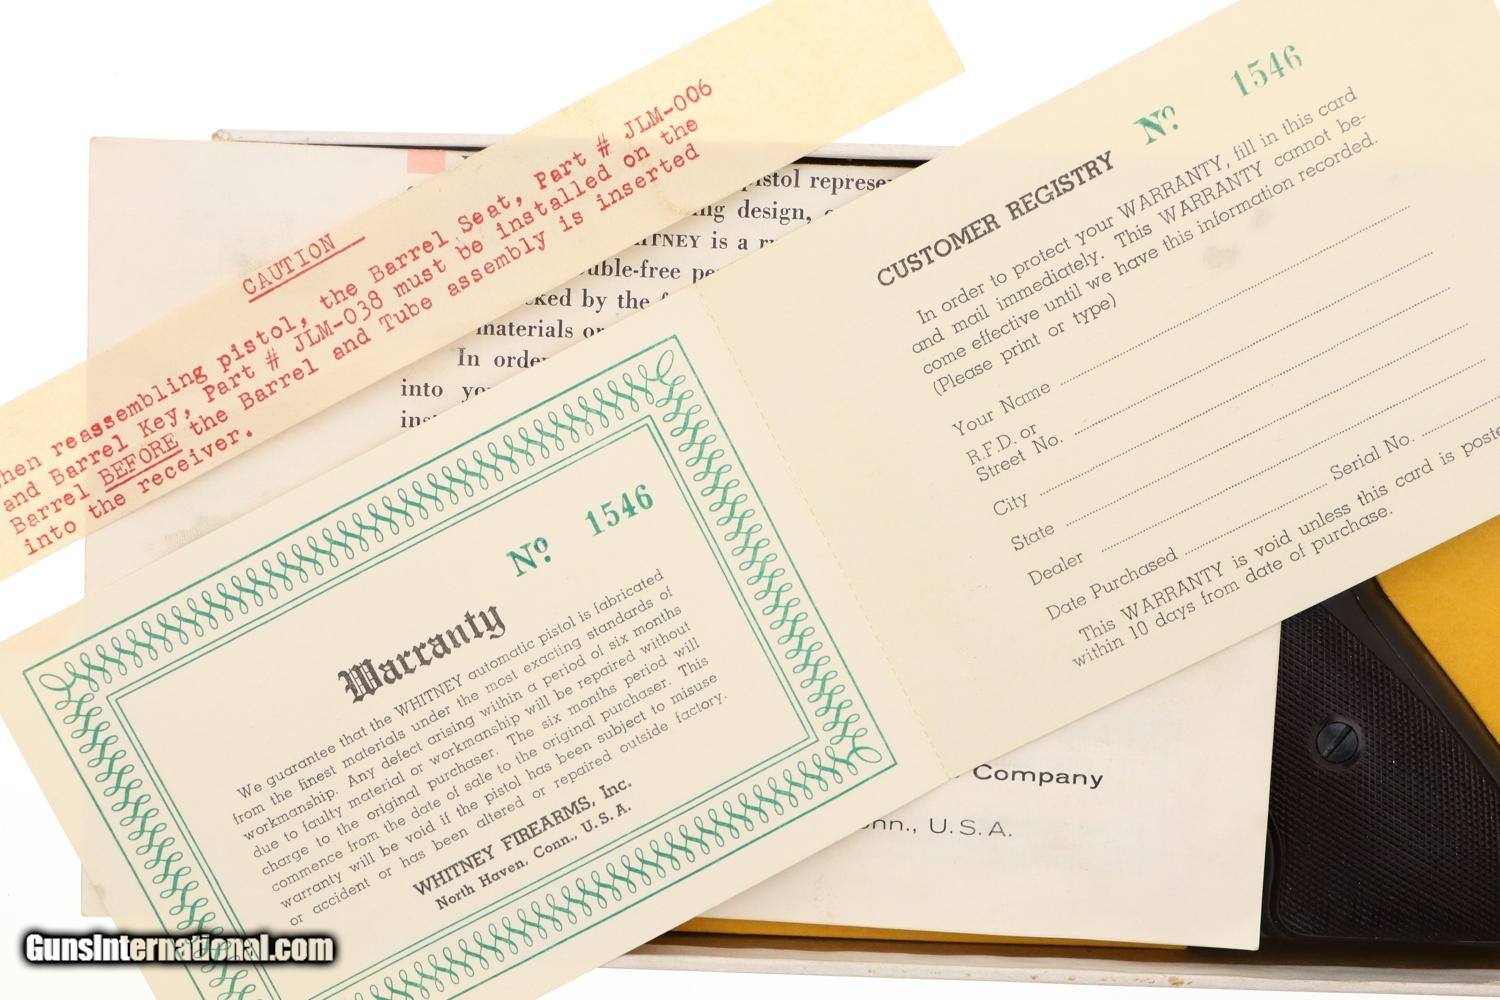 CAUTION
hen reassembling pistol, the Barrel Seat, Part # JLM-006
and Barrel Key, Part # JLM-038 must be installed on the
Barrel BEFORE the Barrel and Tube assembly is inserted
into the receiver.
pistol represe
ng design,
TNEY is a
uble-free pe
ked by the
materials or
In order
into yo
Company
nn., U.S.A.
Nº 1546
Warranty
We guarantee that the WHITNEY automatic pistol is fabricated
from the finest materials under the most exacting standards of
workmanship. Any defect arising within a period of six months
due to faulty material or workmanship will be repaired without
charge to the original purchaser. The six months period will
commence from the date of sale to the original purchaser. This
warranty will be void if the pistol has been subject to misuse
or accident or has been altered or repaired outside factory.
WHITNEY FIREARMS, Inc.
North Haven, Conn., U.S.A.
Nº 1546
CUSTOMER REGISTRY
In order to protect your WARRANTY, fill in this card
and mail immediately. This WARRANTY cannot be-
come effective until we have this information recorded.
(Please print or type)
Your Name
R.F.D. or
Street No.
City
State
Dealer
Date Purchased Serial No.
This WARRANTY is void unless this card is poste
within 10 days from date of purchase.
GunsInternational.com